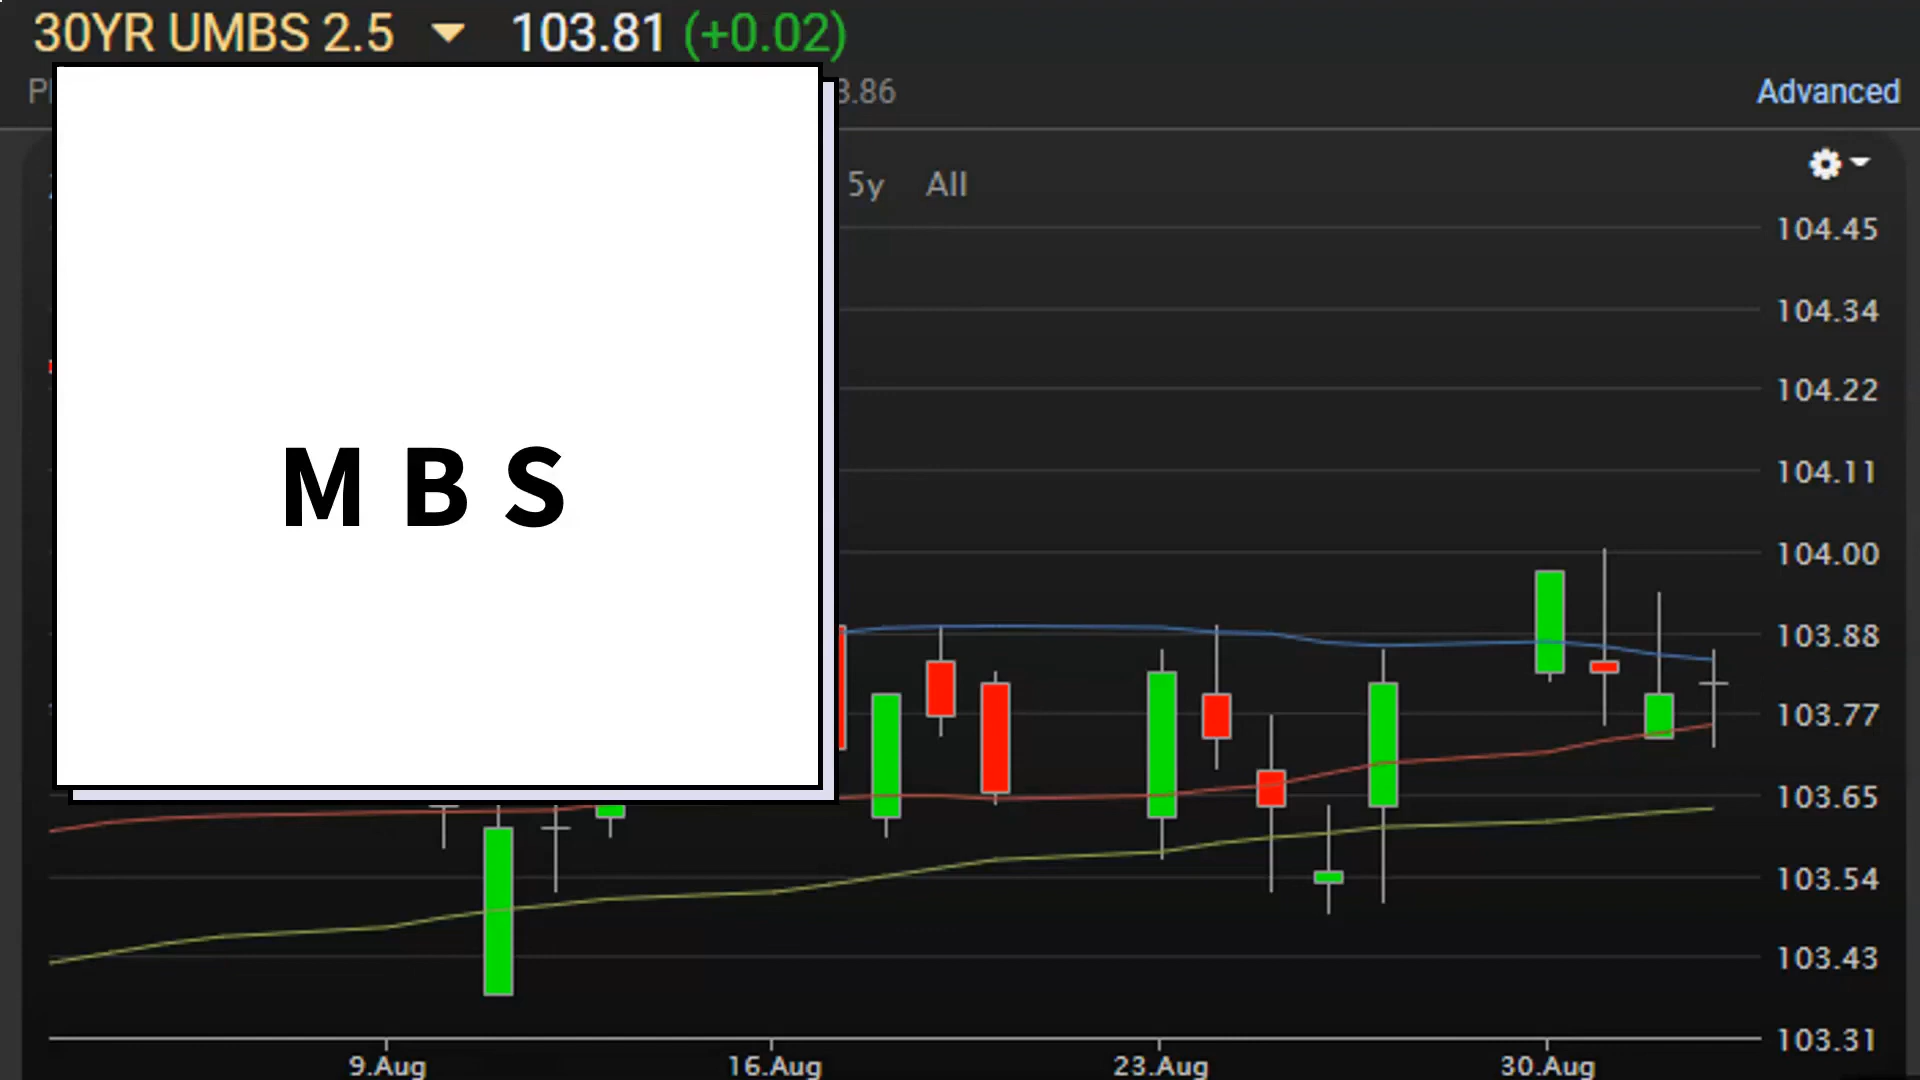 30YR UMBS 2.5 103.81 (+0.02)
Advanced
5y All
104.45
104.34
104.22
104.11
M B S
104.00
103.88
103.77
103.65
103.54
103.43
103.31
9.Aug 16.Aug 23.Aug 30.Aug